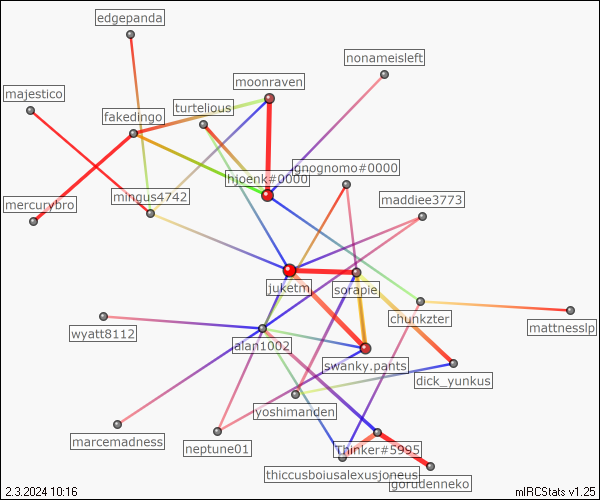 edgepanda
nonameisleft
moonraven
majestico
turtelious
fakedingo
gnognomo#0000
hjoenk#0000
mingus4742
maddiee3773
mercurybro
juketm
sorapie
chunkzter
mattnesslp
wyatt8112
alan1002
swanky.pants
dick_yunkus
yoshimanden
marcemadness
neptune01
Thinker#5995
thiccusboiusalexusjoneus
gorudenneko
2.3.2024 10:16
mIRCStats v1.25